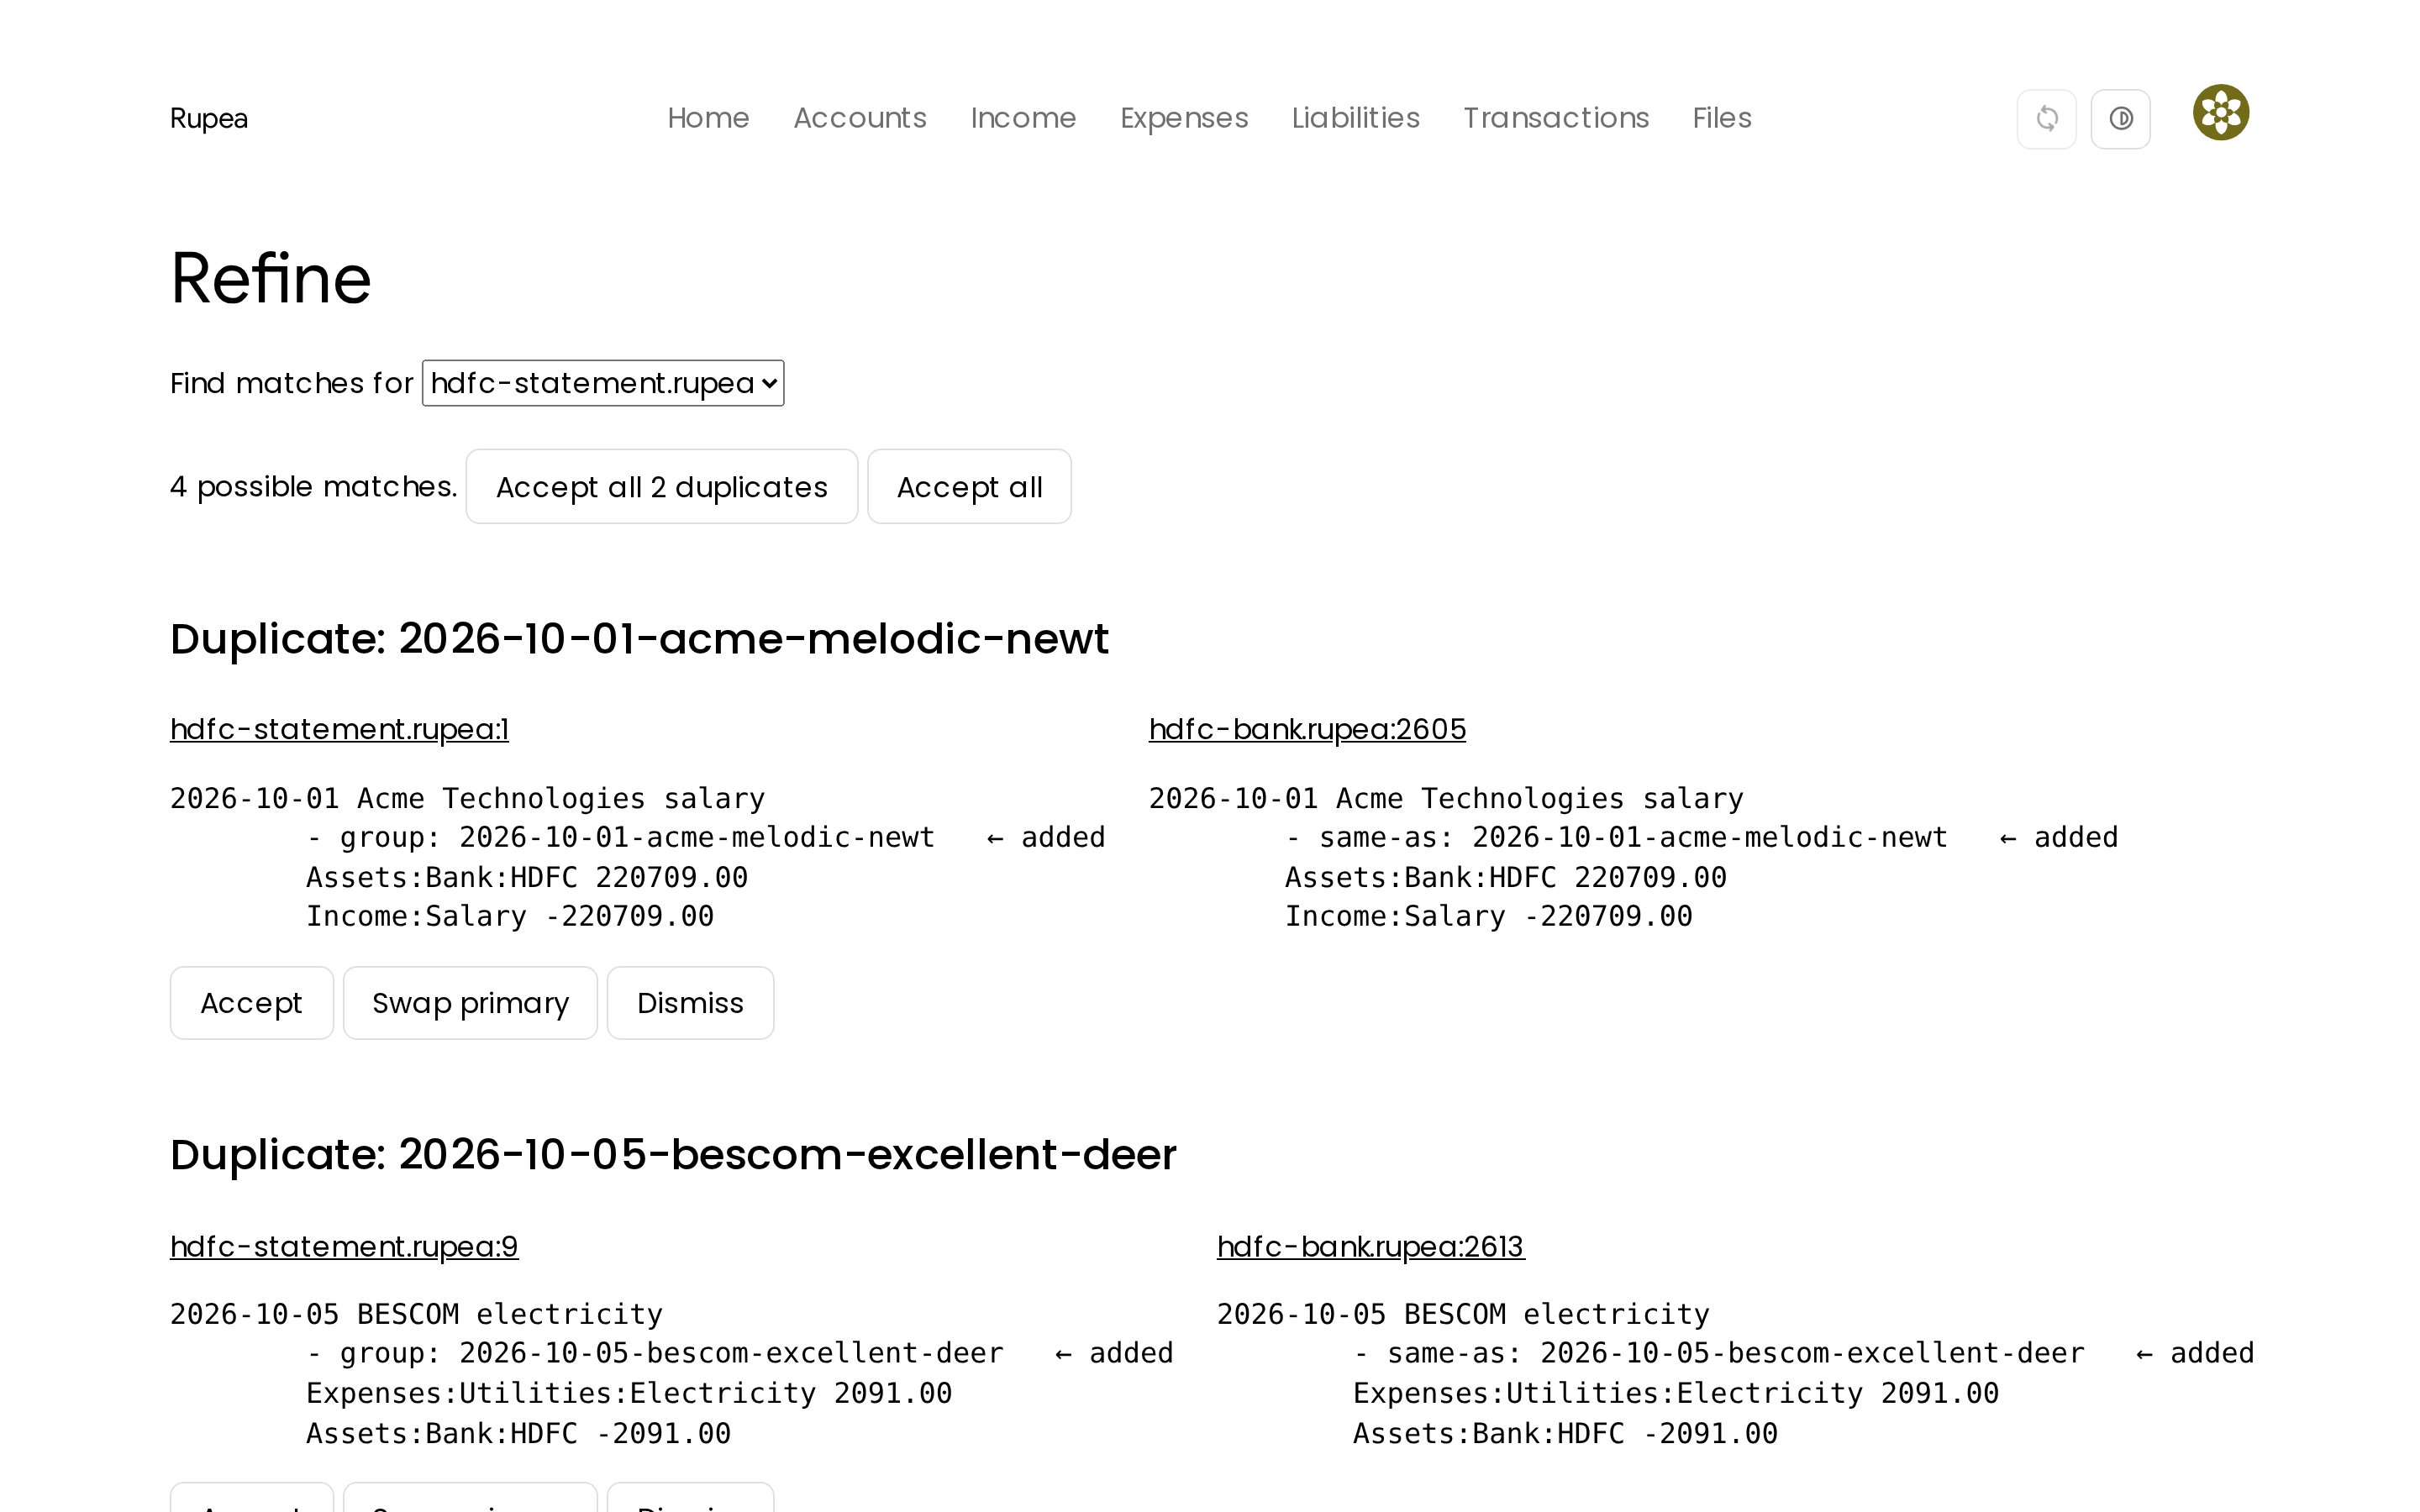 Rupea Home Accounts Income Expenses Liabilities Transactions Files
Refine
Find matches for hdfc-statement.rupea
4 possible matches. Accept all 2 duplicates Accept all
Duplicate: 2026-10-01-acme-melodic-newt
hdfc-statement.rupea:1
2026-10-01 Acme Technologies salary
- group: 2026-10-01-acme-melodic-newt ← added
Assets:Bank:HDFC 220709.00
Income:Salary -220709.00
hdfc-bank.rupea:2605
2026-10-01 Acme Technologies salary
- same-as: 2026-10-01-acme-melodic-newt ← added
Assets:Bank:HDFC 220709.00
Income:Salary -220709.00
Accept Swap primary Dismiss
Duplicate: 2026-10-05-bescom-excellent-deer
hdfc-statement.rupea:9
2026-10-05 BESCOM electricity
- group: 2026-10-05-bescom-excellent-deer ← added
Expenses:Utilities:Electricity 2091.00
Assets:Bank:HDFC -2091.00
hdfc-bank.rupea:2613
2026-10-05 BESCOM electricity
- same-as: 2026-10-05-bescom-excellent-deer ← added
Expenses:Utilities:Electricity 2091.00
Assets:Bank:HDFC -2091.00